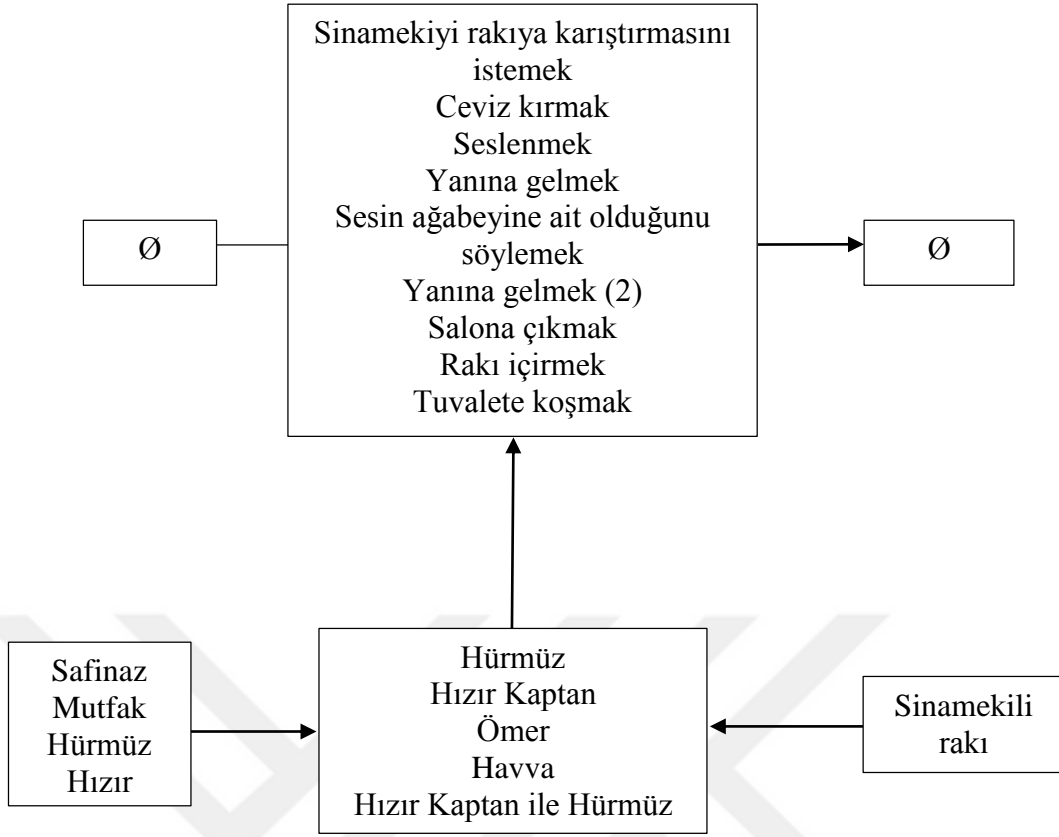 Sinamekiyi rakıya karıştırmasını
istemek
Ceviz kırmak
Seslenmek
Yanına gelmek
Sesin ağabeyine ait olduğunu
söylemek
Yanına gelmek (2)
Salona çıkmak
Rakı içirmek
Tuvalete koşmak
Ø
Ø
Safinaz
Mutfak
Hürmüz
Hızır
Hürmüz
Hızır Kaptan
Ömer
Havva
Hızır Kaptan ile Hürmüz
Sinamekili
rakı